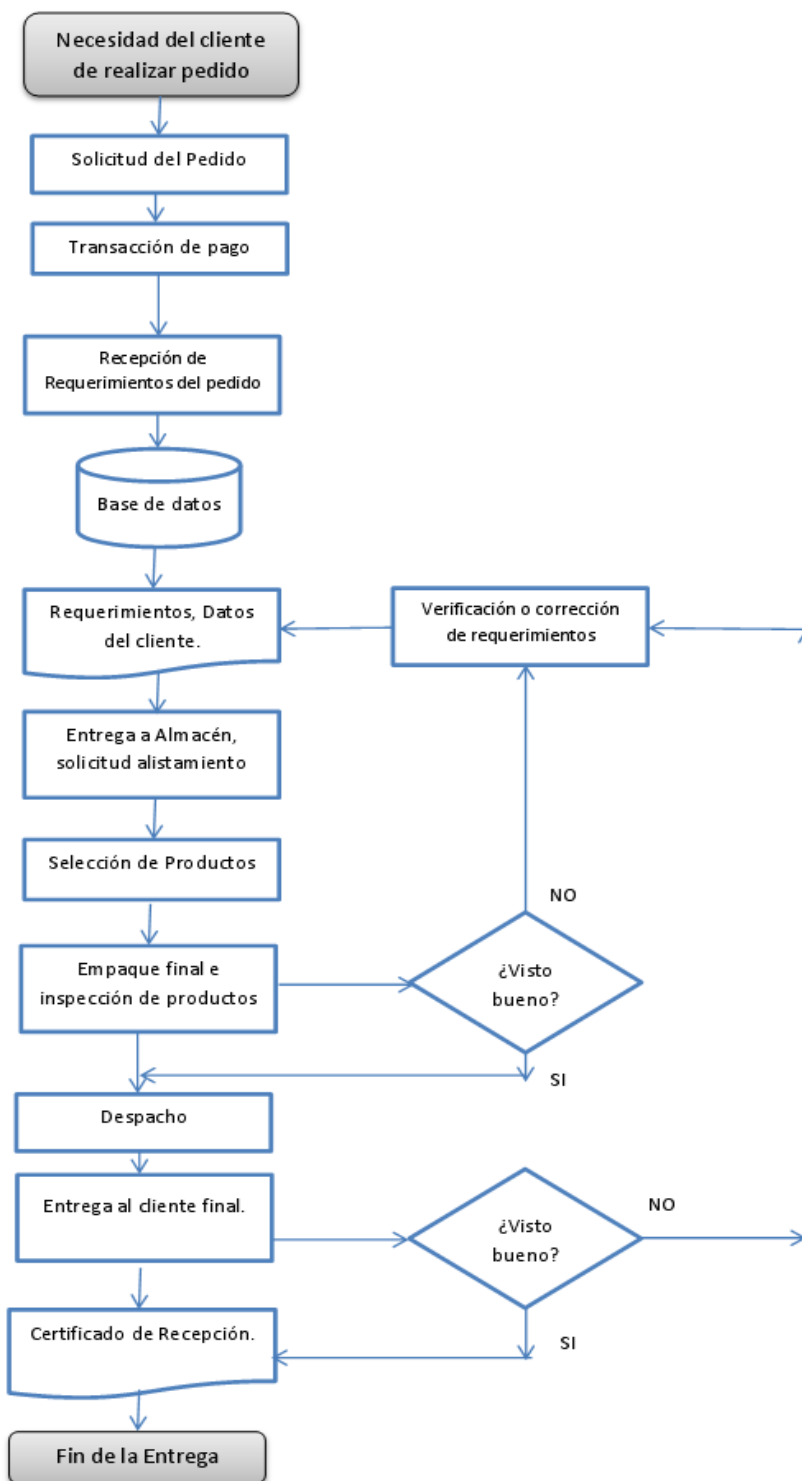 Necesidad del cliente
de realizar pedido
Solicitud del Pedido
Transacción de pago
Recepción de
Requerimientos del pedido
Base de datos
Requerimientos, Datos
del cliente.
Verificación o corrección
de requerimientos
Entrega a Almacén,
solicitud alistamiento
Selección de Productos
NO
Empaque final e
inspección de productos
¿Visto
bueno?
SI
Despacho
Entrega al cliente final.
¿Visto
bueno?
NO
Certificado de Recepción.
SI
Fin de la Entrega